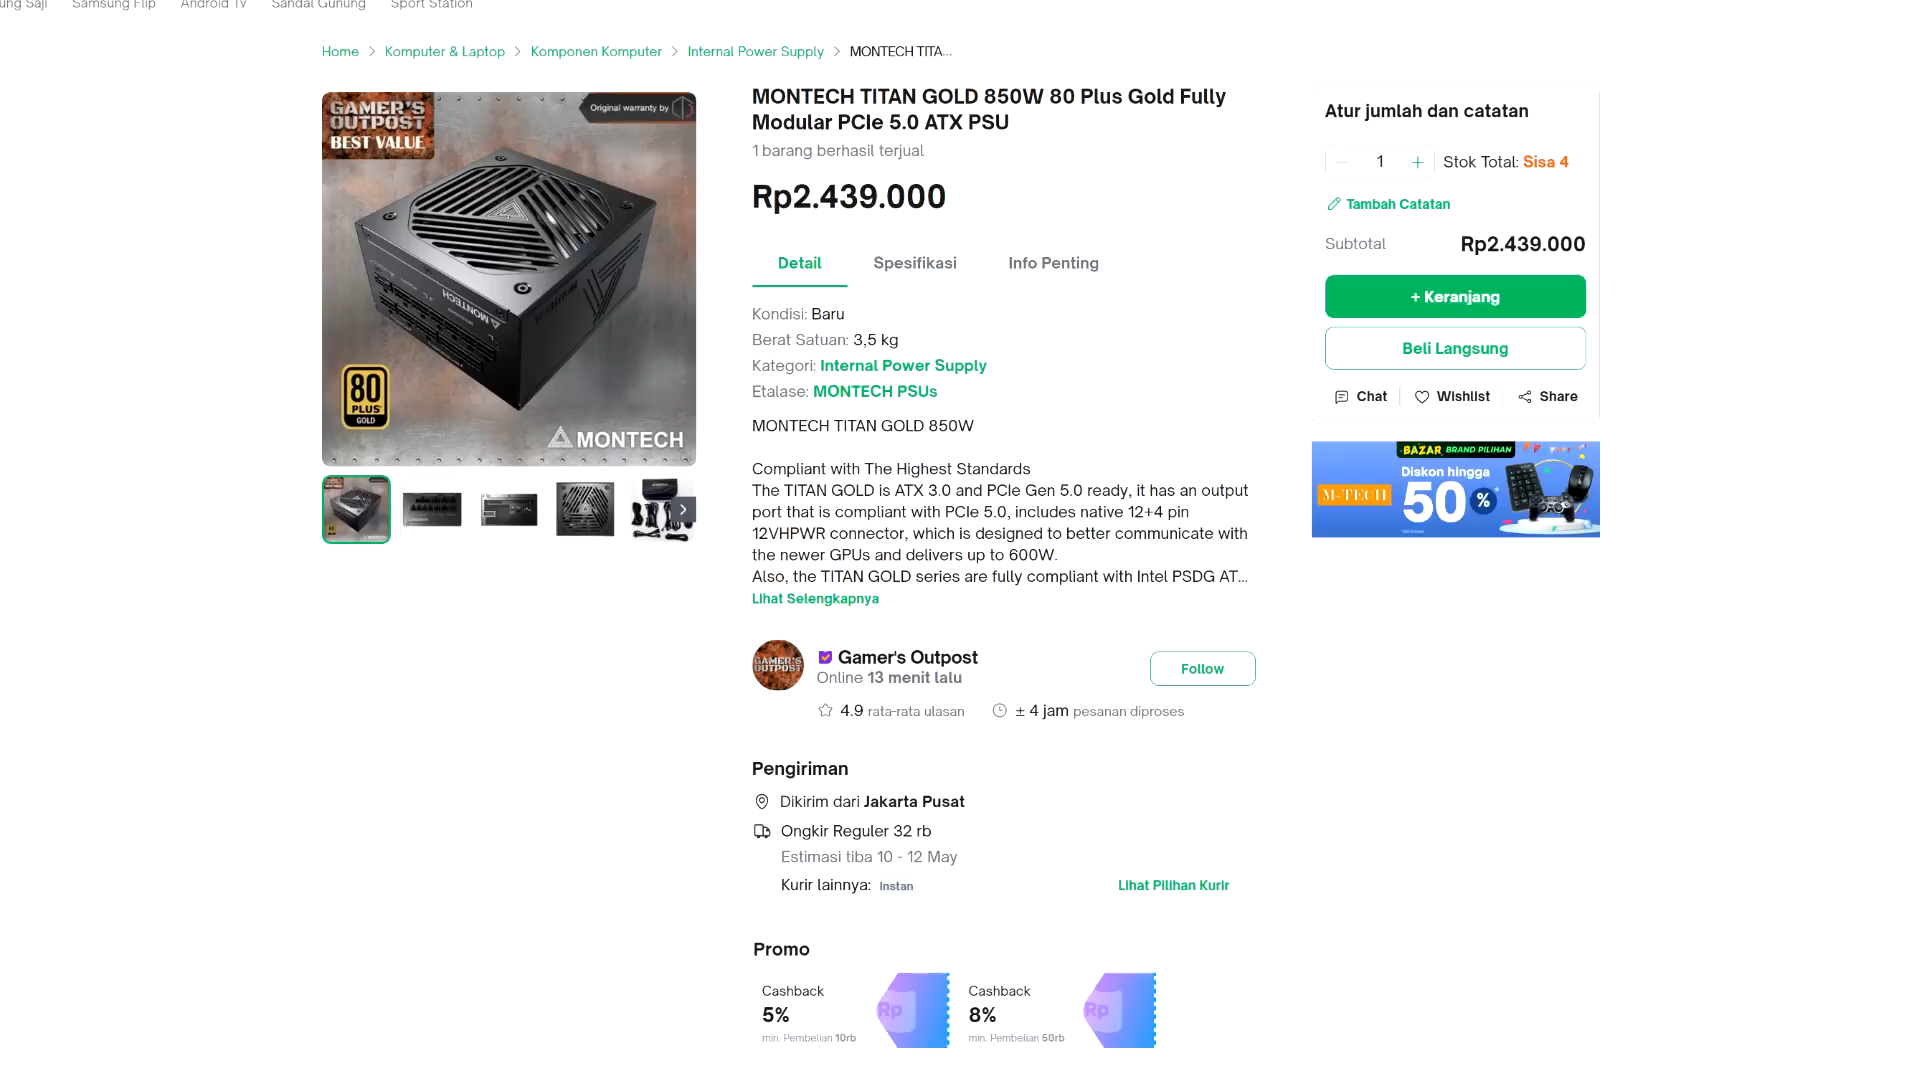 ung Saji Samsung Flip Android TV Sandal Gunung Sport Station
Home > Komputer & Laptop > Komponen Komputer > Internal Power Supply > MONTECH TITA...
GAMER'S
OUTPOST
BEST VALUE
Original warranty by
MONTECH
80
PLUS
GOLD
MONTECH
MONTECH TITAN GOLD 850W 80 Plus Gold Fully
Modular PCIe 5.0 ATX PSU
1 barang berhasil terjual
Rp2.439.000
Detail Spesifikasi Info Penting
Kondisi: Baru
Berat Satuan: 3,5 kg
Kategori: Internal Power Supply
Etalase: MONTECH PSUs
MONTECH TITAN GOLD 850W
Compliant with The Highest Standards
The TITAN GOLD is ATX 3.0 and PCIe Gen 5.0 ready, it has an output
port that is compliant with PCIe 5.0, includes native 12+4 pin
12VHPWR connector, which is designed to better communicate with
the newer GPUs and delivers up to 600W.
Also, the TITAN GOLD series are fully compliant with Intel PSDG AT...
Lihat Selengkapnya
GAMER'S
OUTPOST
Gamer's Outpost
Online 13 menit lalu
Follow
4.9 rata-rata ulasan ± 4 jam pesanan diproses
Pengiriman
Dikirim dari Jakarta Pusat
Ongkir Reguler 32 rb
Estimasi tiba 10 - 12 May
Kurir lainnya: Instan
Lihat Pilihan Kurir
Promo
Cashback
5%
min. Pembelian 10rb
Rp
Cashback
8%
min. Pembelian 50rb
Rp
Atur jumlah dan catatan
1 + Stok Total: Sisa 4
Tambah Catatan
Subtotal Rp2.439.000
+ Keranjang
Beli Langsung
Chat Wishlist Share
BAZAR BRAND PILIHAN
M-TECH
Diskon hingga
50%*